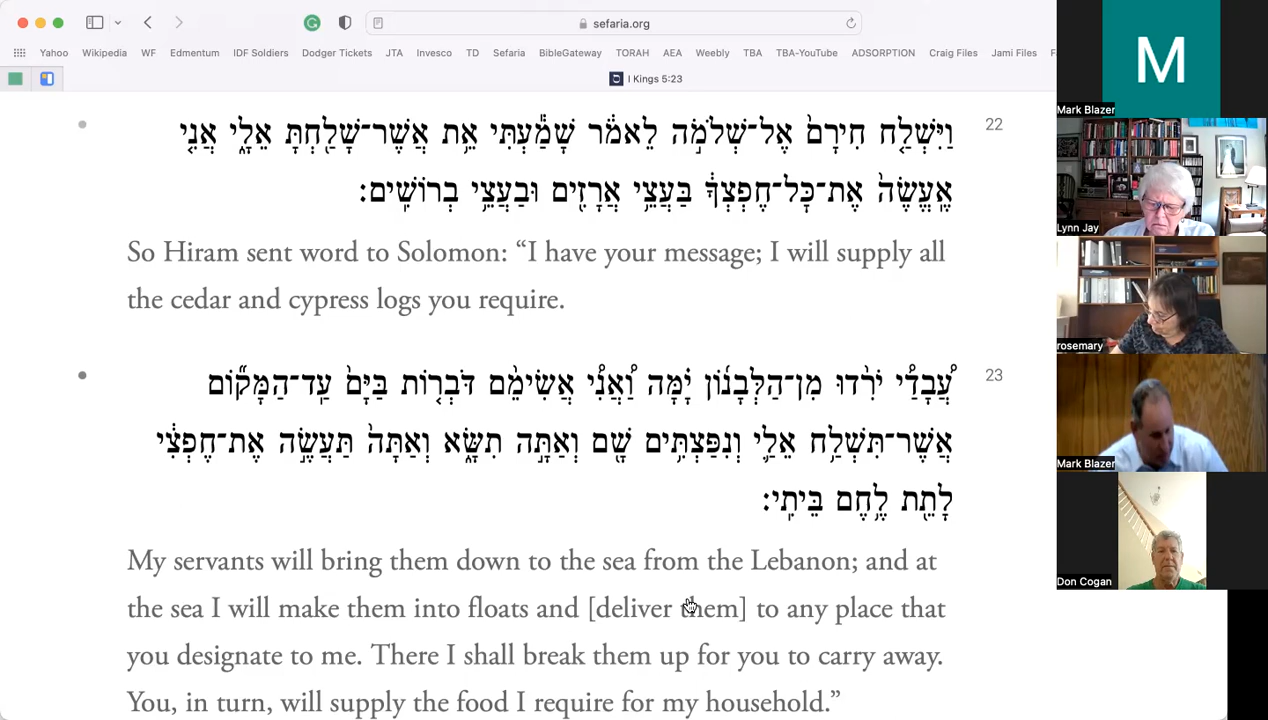 sefaria.org
Yahoo Wikipedia WF Edmentum IDF Soldiers Dodger Tickets JTA Invesco TD Sefaria BibleGateway TORAH AEA Weebly TBA TBA-YouTube ADSORPTION Craig Files Jami Files
I Kings 5:23
22
וַיִּשְׁלַ֤ח חִירָם֙ אֶל־שְׁלֹמֹ֣ה לֵאמֹ֔ר שָׁמַ֕עְתִּי אֵ֥ת אֲשֶׁר־שָׁלַ֖חְתָּ אֵלָ֑י אֲנִ֤י
אֶֽעֱשֶׂה֙ אֶת־כׇּל־חֶפְצְךָ֔ בַּעֲצֵ֥י אֲרָזִ֖ים וּבַעֲצֵ֥י בְרוֹשִֽׁים׃
So Hiram sent word to Solomon: “I have your message; I will supply all
the cedar and cypress logs you require.
23
עֲ֠בָדַ֠י יֹרִ֨דוּ מִן־הַלְּבָנ֜וֹן יָ֗מָּה וַ֠אֲנִ֠י אֲשִׂימֵ֨ם דֹּבְר֤וֹת בַּיָּם֙ עַֽד־הַמָּק֞וֹם
אֲשֶׁר־תִּשְׁלַ֥ח אֵלַ֛י וְנִפַּצְתִּ֥ים שָׁ֖ם וְאַתָּ֣ה תִשָּׂ֑א וְאַתָּה֙ תַּעֲשֶׂ֣ה אֶת־חֶפְצִ֔י
לָתֵ֖ת לֶ֥חֶם בֵּיתִֽי׃
My servants will bring them down to the sea from the Lebanon; and at
the sea I will make them into floats and [deliver them] to any place that
you designate to me. There I shall break them up for you to carry away.
You, in turn, will supply the food I require for my household.”
M
Mark Blazer
Lynn Jay
rosemary
Mark Blazer
Don Cogan